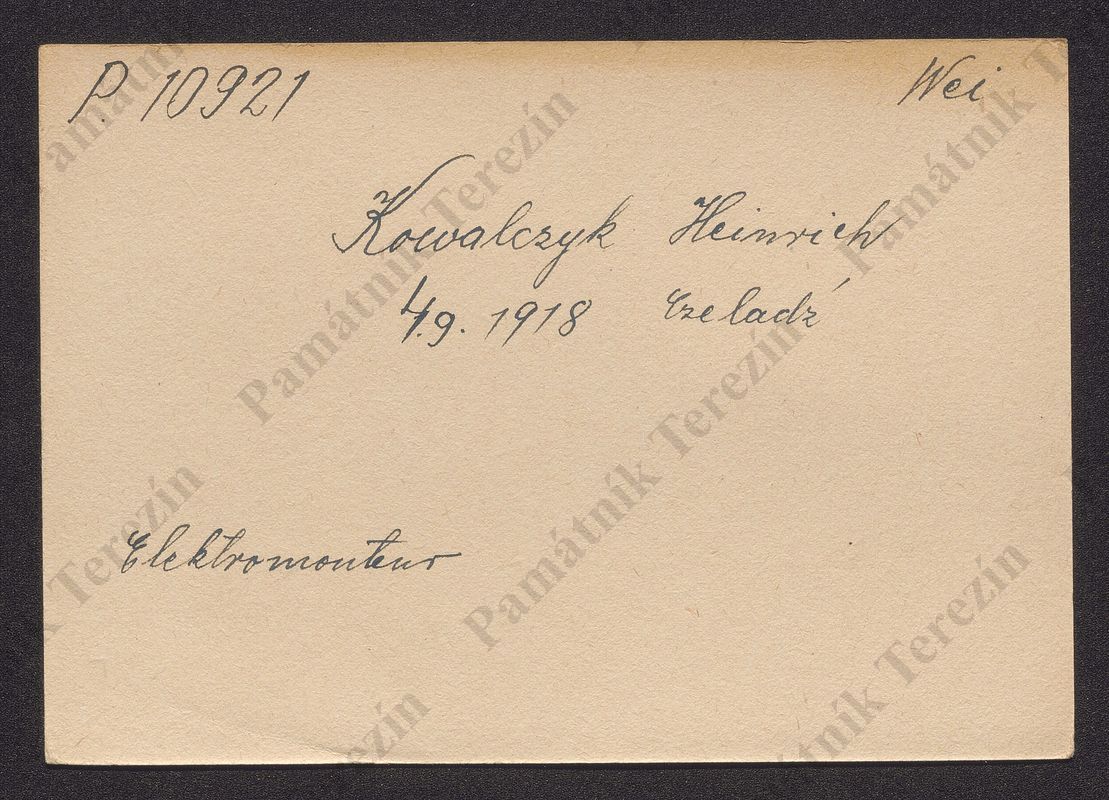 P. 10921 Wei
Kowalczyk Heinrich
4.9. 1918 Czeladź
Elektromonteur
Památník Terezín